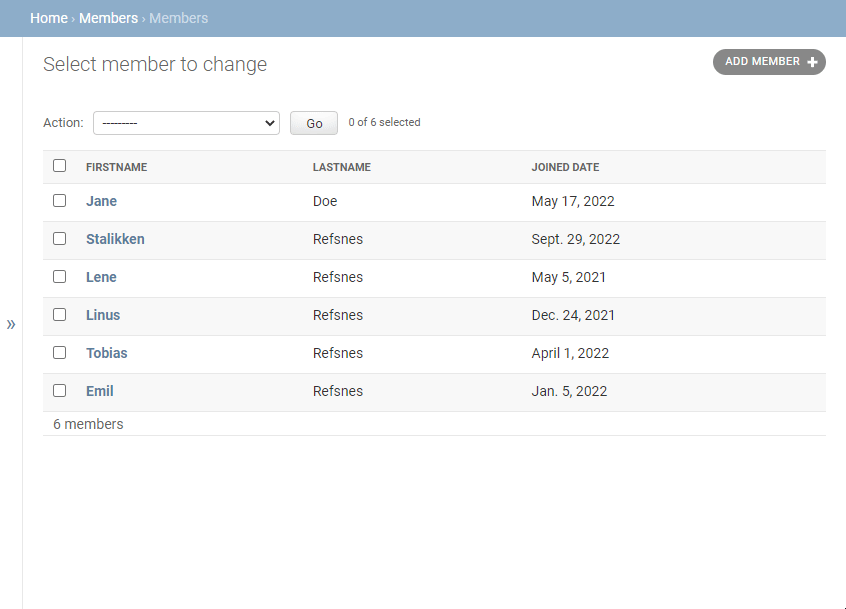 Home › Members › Members
Select member to change
ADD MEMBER +
Action: --------- Go 0 of 6 selected
FIRSTNAME LASTNAME JOINED DATE
Jane Doe May 17, 2022
Stalikken Refsnes Sept. 29, 2022
Lene Refsnes May 5, 2021
Linus Refsnes Dec. 24, 2021
»
Tobias Refsnes April 1, 2022
Emil Refsnes Jan. 5, 2022
6 members